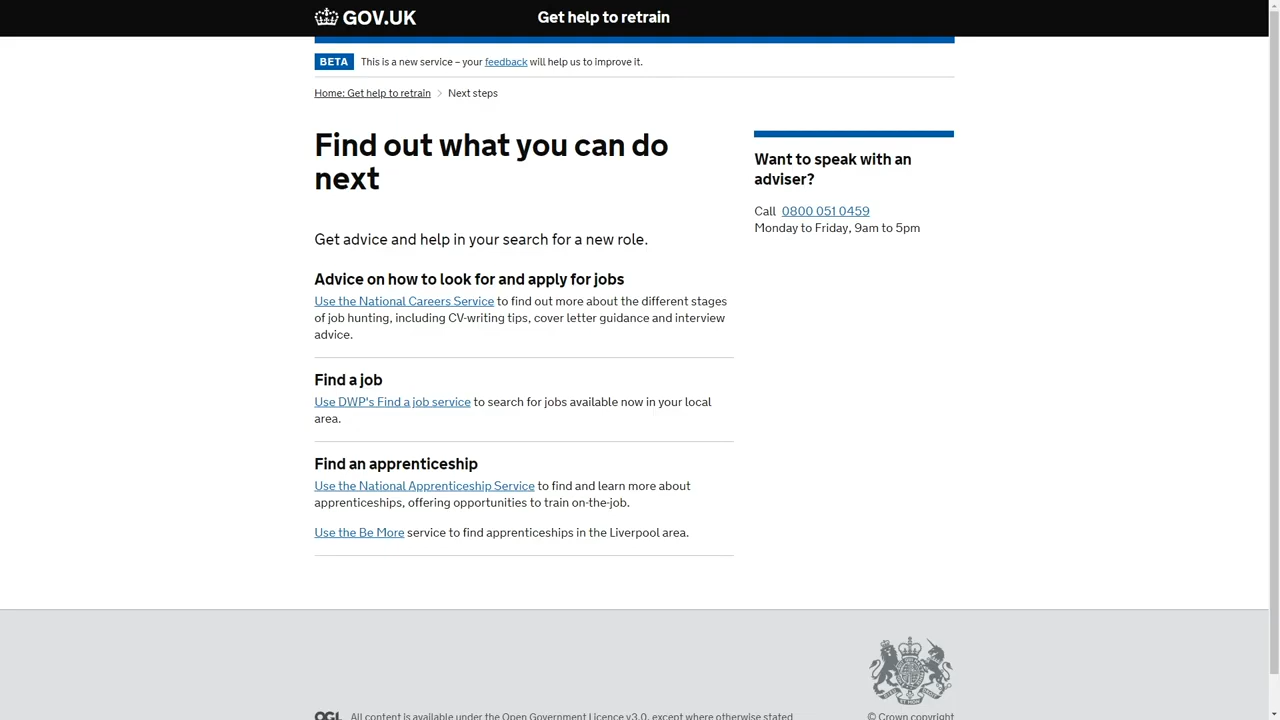 GOV.UK Get help to retrain
BETA This is a new service – your feedback will help us to improve it.
Home: Get help to retrain > Next steps
Find out what you can do
next
Get advice and help in your search for a new role.
Advice on how to look for and apply for jobs
Use the National Careers Service to find out more about the different stages
of job hunting, including CV-writing tips, cover letter guidance and interview
advice.
Find a job
Use DWP's Find a job service to search for jobs available now in your local
area.
Find an apprenticeship
Use the National Apprenticeship Service to find and learn more about
apprenticeships, offering opportunities to train on-the-job.
Use the Be More service to find apprenticeships in the Liverpool area.
Want to speak with an
adviser?
Call 0800 051 0459
Monday to Friday, 9am to 5pm
OGL All content is available under the Open Government Licence v3.0, except where otherwise stated
© Crown copyright